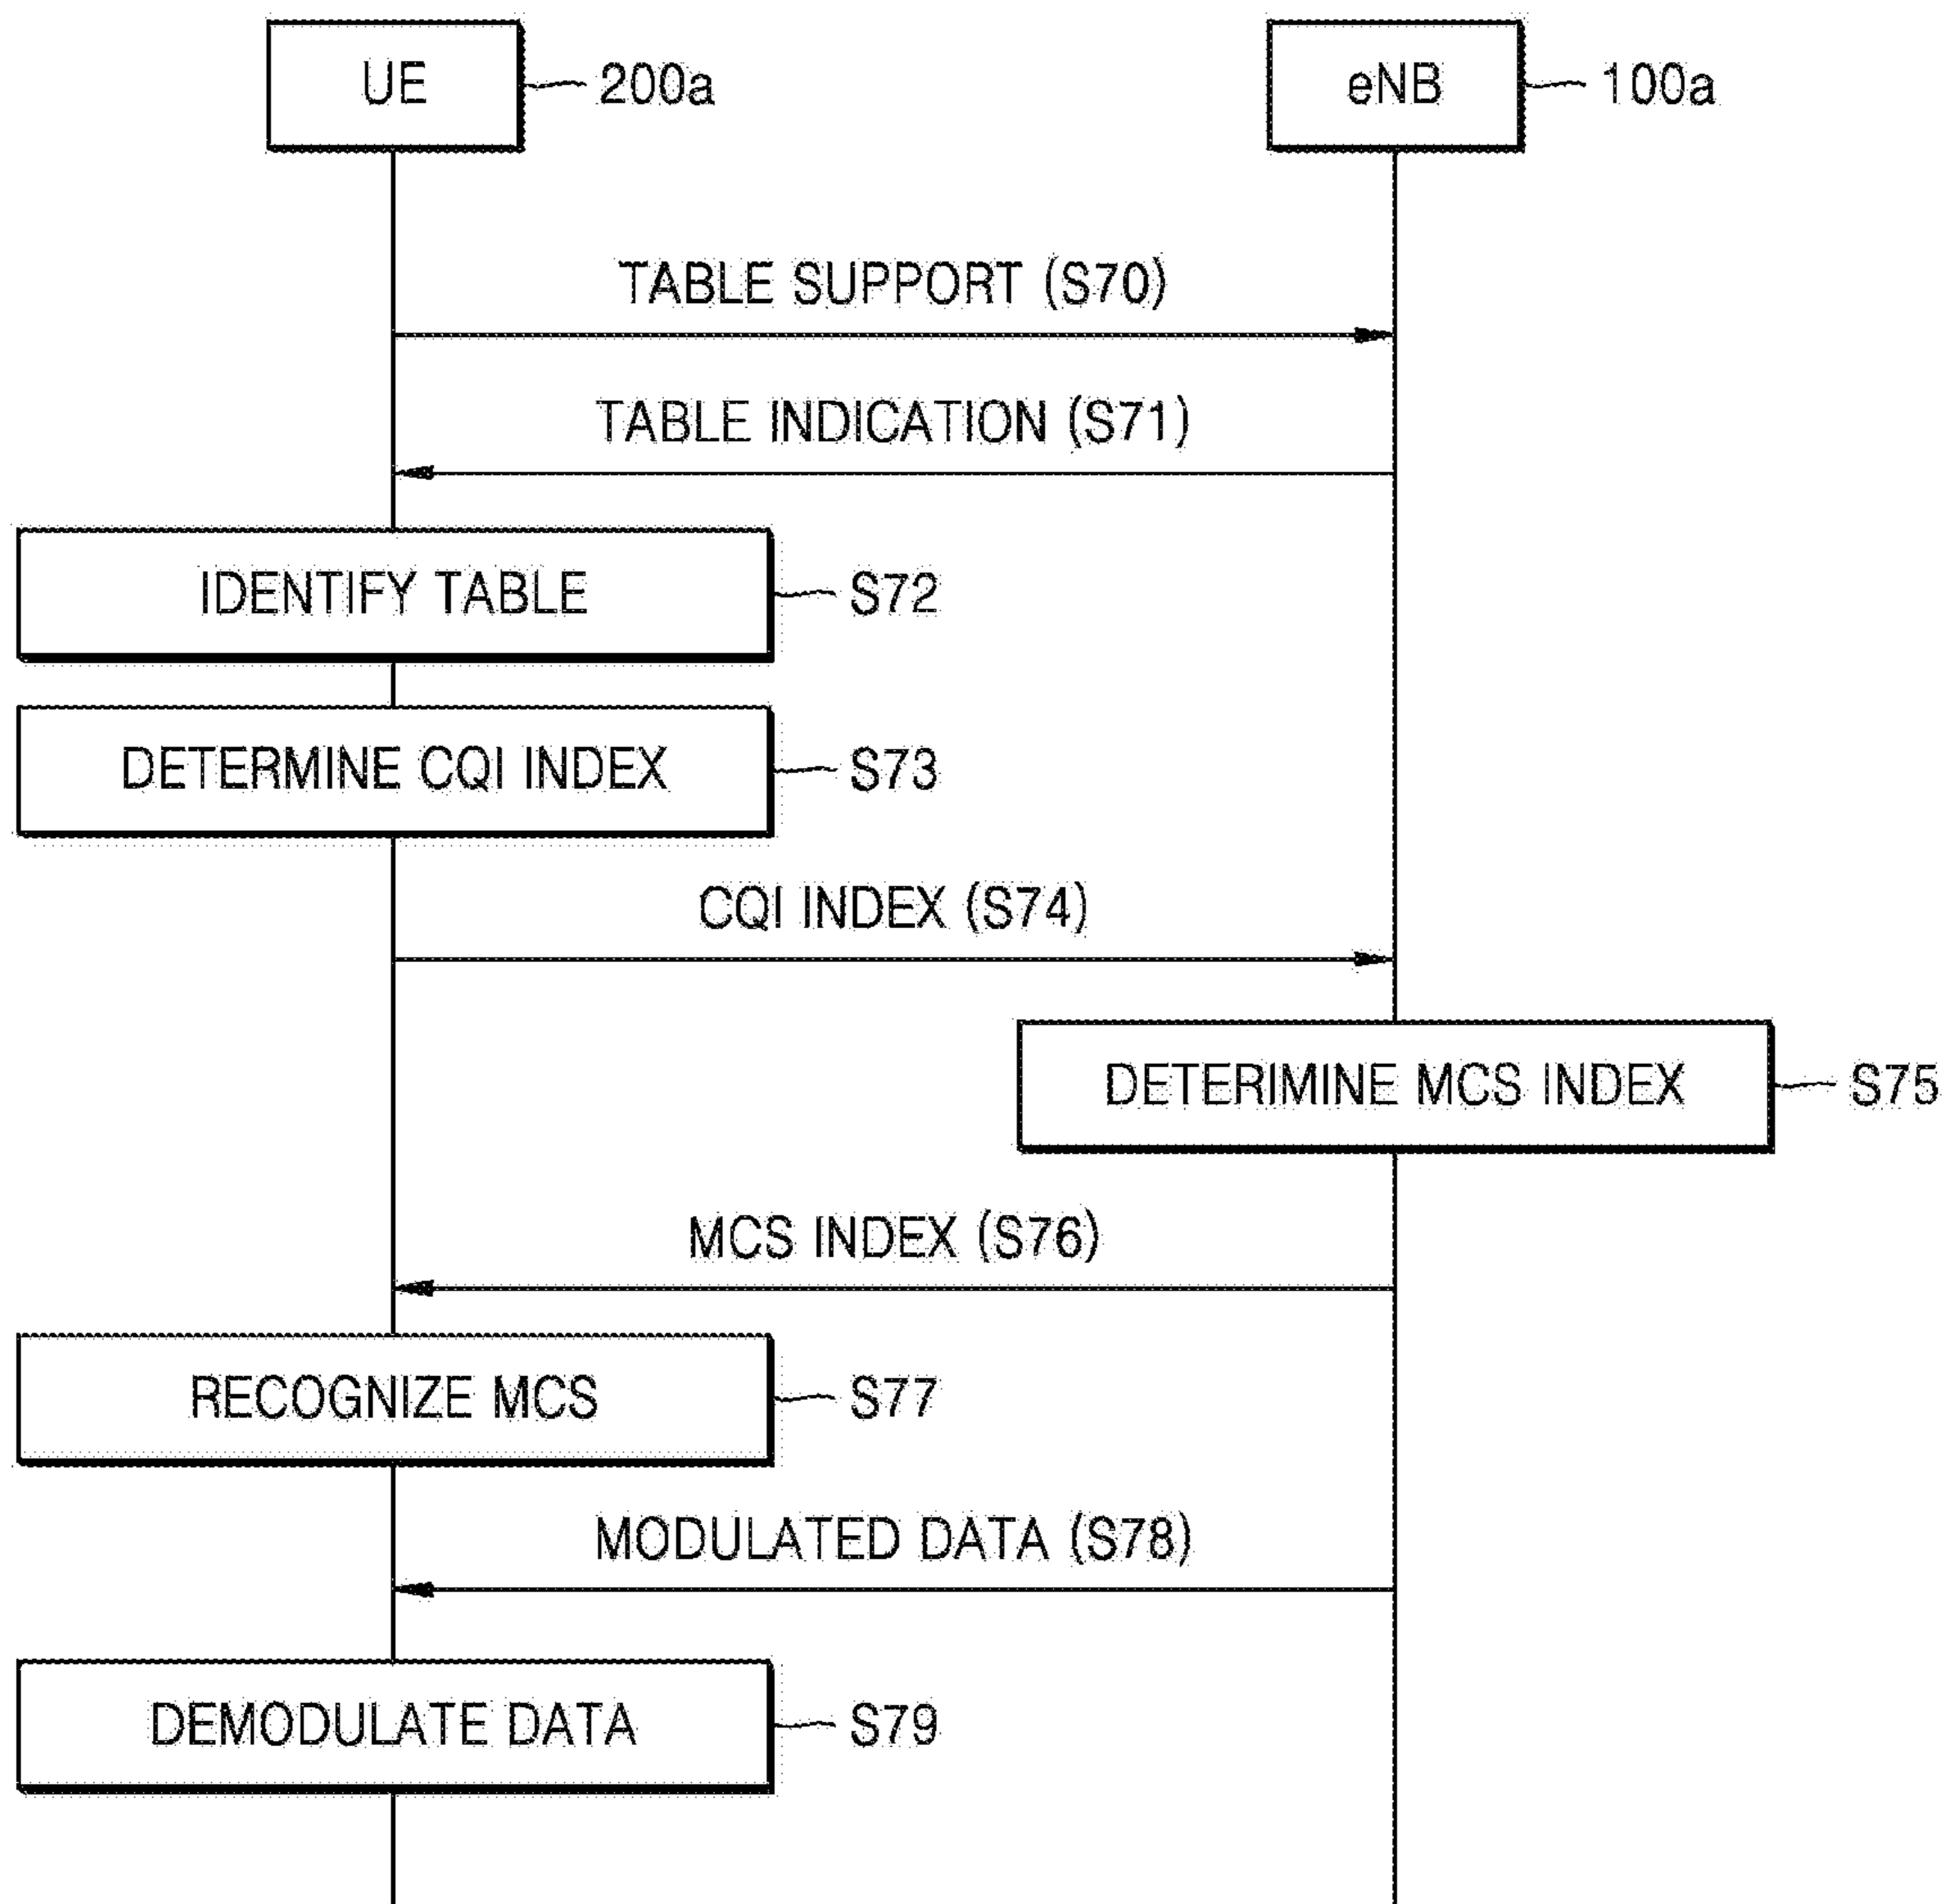 UE 200a eNB 100a
TABLE SUPPORT (S70)
TABLE INDICATION (S71)
IDENTIFY TABLE S72
DETERMINE CQI INDEX S73
CQI INDEX (S74)
DETERIMINE MCS INDEX S75
MCS INDEX (S76)
RECOGNIZE MCS S77
MODULATED DATA (S78)
DEMODULATE DATA S79